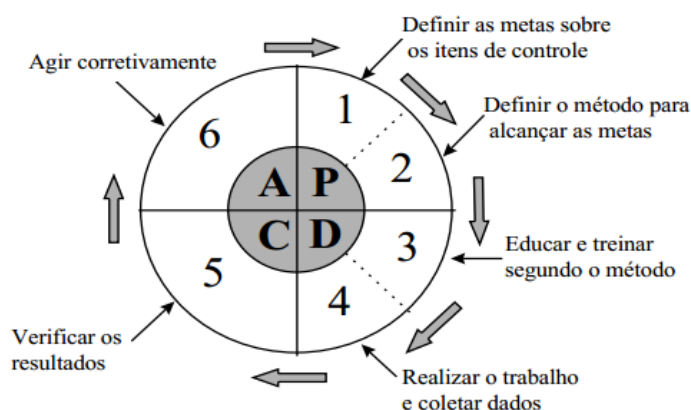 Definir as metas sobre
os itens de controle
Agir corretivamente
Definir o método para
alcançar as metas
1
6
2
A P
C D
3
5
4
Educar e treinar
segundo o método
Verificar os
resultados
Realizar o trabalho
e coletar dados